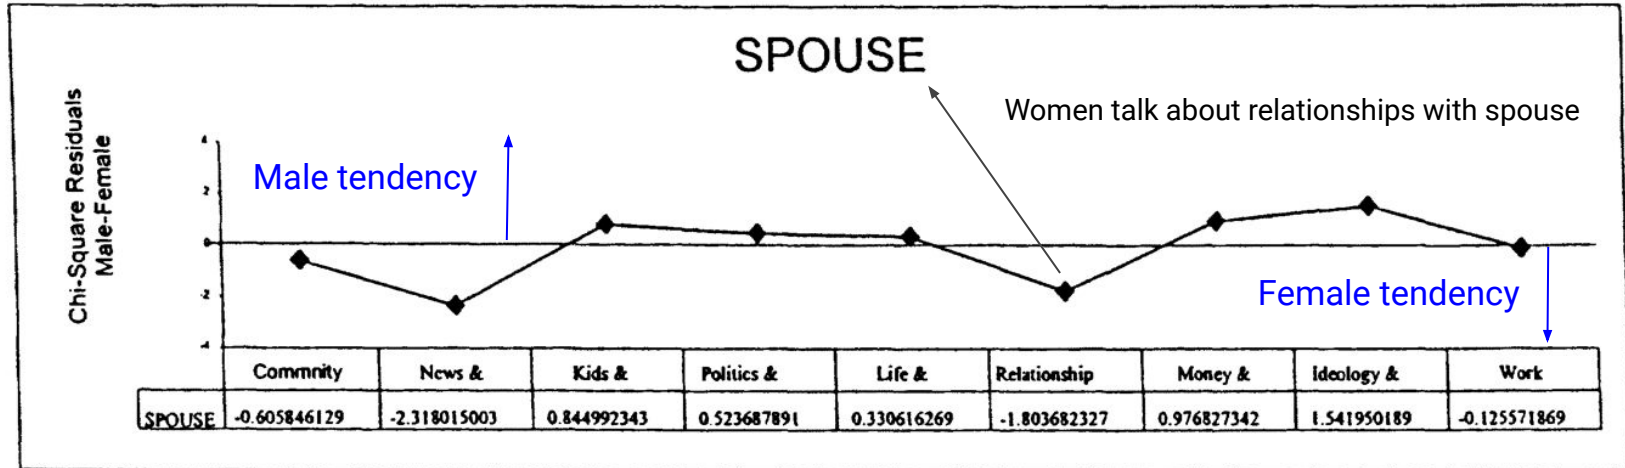 SPOUSE
Women talk about relationships with spouse
Chi-Square Residuals
Male-Female
Male tendency
Female tendency
4
2
0
-2
-4
Commnity News & Kids & Politics & Life & Relationship Money & Ideology & Work
SPOUSE -0.605846129 -2.318015003 0.844992343 0.523687891 0.330616269 -1.803682327 0.976827342 1.541950189 -0.125571869